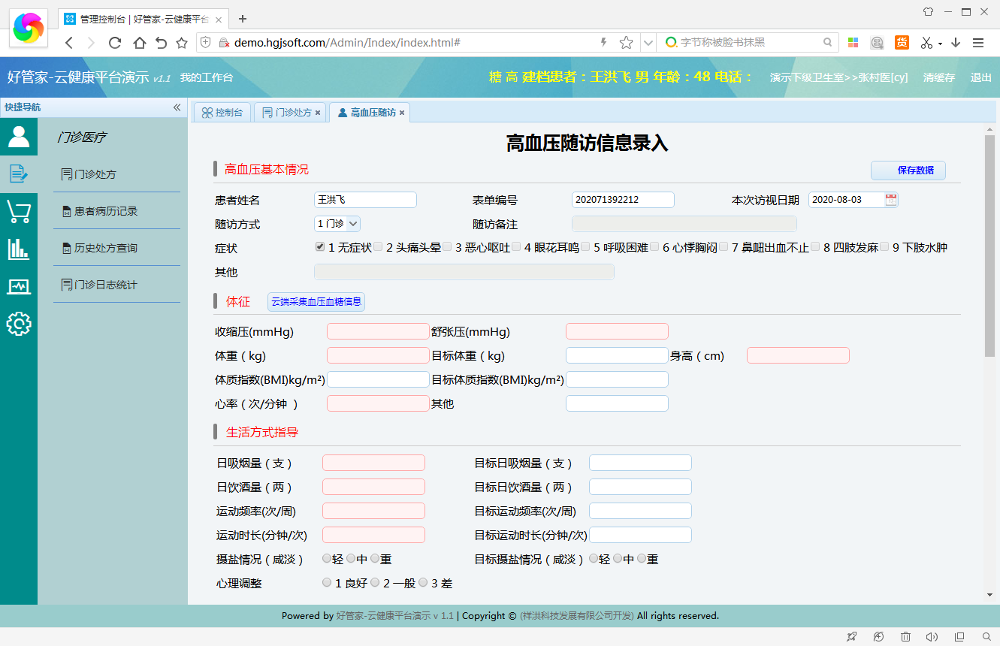 管理控制台 | 好管家-云健康平台
demo.hgjsoft.com/Admin/Index/index.html#
字节称被脸书抹黑
货
好管家-云健康平台演示 v1.1 我的工作台
糖 高 建档患者：王洪飞 男 年龄：48 电话：
演示下级卫生室>>张村医[cy] 清缓存 退出
快捷导航
控制台 门诊处方 高血压随访
门诊医疗
门诊处方
患者病历记录
历史处方查询
门诊日志统计
高血压随访信息录入
高血压基本情况 保存数据
患者姓名 王洪飞 表单编号 202071392212 本次访视日期 2020-08-03
随访方式 1 门诊 随访备注
症状 1 无症状 2 头痛头晕 3 恶心呕吐 4 眼花耳鸣 5 呼吸困难 6 心悸胸闷 7 鼻衄出血不止 8 四肢发麻 9 下肢水肿
其他
体征 云端采集血压血糖信息
收缩压(mmHg) 舒张压(mmHg)
体重（kg） 目标体重（kg） 身高（cm）
体质指数(BMI)kg/m²) 目标体质指数(BMI)kg/m²)
心率（次/分钟 ） 其他
生活方式指导
日吸烟量（支） 目标日吸烟量（支）
日饮酒量（两） 目标日饮酒量（两）
运动频率(次/周) 目标运动频率(次/周)
运动时长(分钟/次) 目标运动时长(分钟/次)
摄盐情况（咸淡） 轻 中 重 目标摄盐情况（咸淡） 轻 中 重
心理调整 1 良好 2 一般 3 差
Powered by 好管家-云健康平台演示 v 1.1 | Copyright © (祥洪科技发展有限公司开发) All rights reserved.